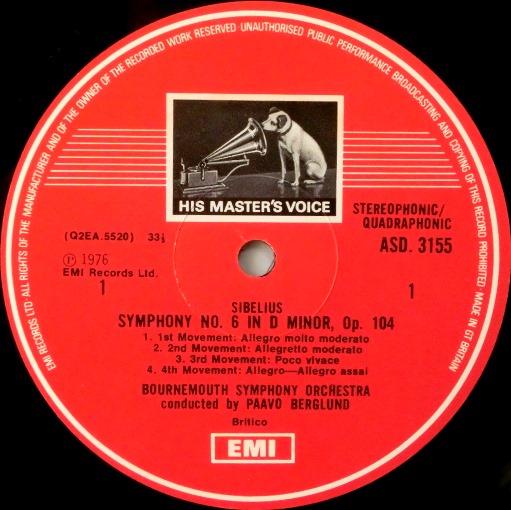 EMI RECORDS LTD. ALL RIGHTS OF THE MANUFACTURER AND OF THE OWNER OF THE RECORDED WORK RESERVED UNAUTHORISED PUBLIC PERFORMANCE BROADCASTING AND COPYING OF THIS RECORD PROHIBITED · MADE IN GT BRITAIN
HIS MASTER'S VOICE
STEREOPHONIC/
QUADRAPHONIC
ASD. 3155
(Q2EA.5520) 33⅓
Ⓟ 1976
EMI Records Ltd.
1
1
SIBELIUS
SYMPHONY NO. 6 IN D MINOR, Op. 104
1. 1st Movement: Allegro molto moderato
2. 2nd Movement: Allegretto moderato
3. 3rd Movement: Poco vivace
4. 4th Movement: Allegro—Allegro assai
BOURNEMOUTH SYMPHONY ORCHESTRA
conducted by PAAVO BERGLUND
Britico
EMI